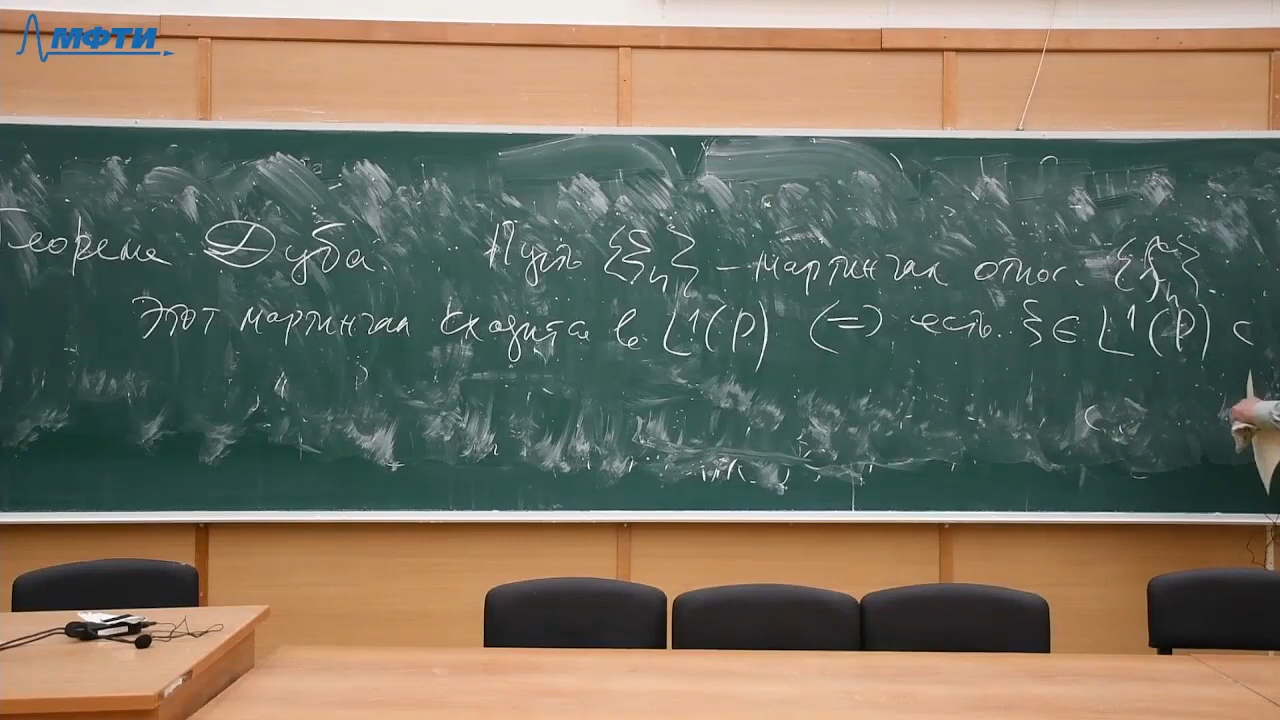 МФТИ
Теорема Дуба. Пусть {ξₙ} – мартингал относ. {𝓕ₙ}.
Этот мартингал сходится в L¹(P) (=) есть ξ ∈ L¹(P) с